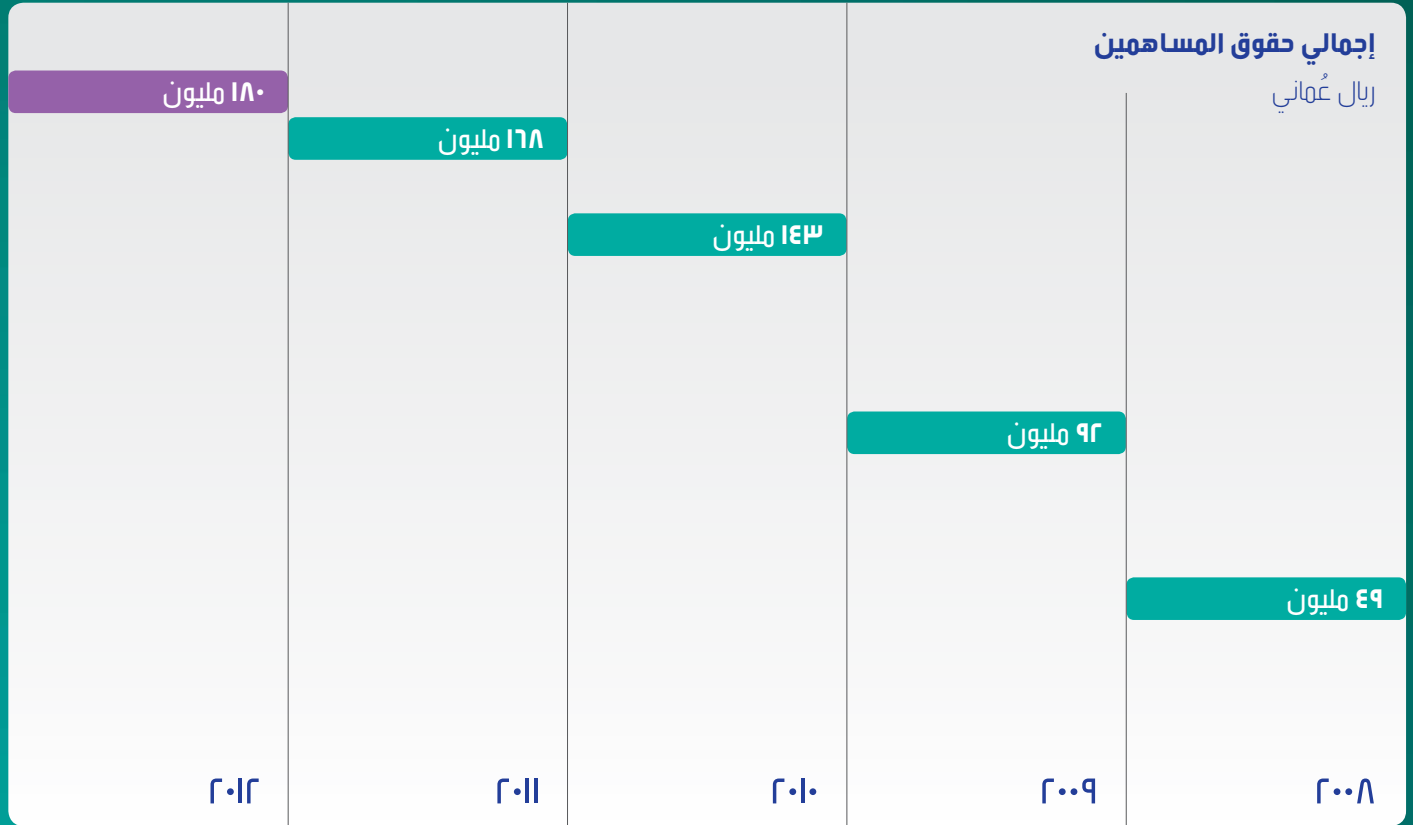 إجمالي حقوق المساهمين
ريال عُماني
١٨٠ مليون
١٦٨ مليون
١٤٣ مليون
٩٢ مليون
٤٩ مليون
٢٠٠٨
٢٠٠٩
٢٠١٠
٢٠١١
٢٠١٢